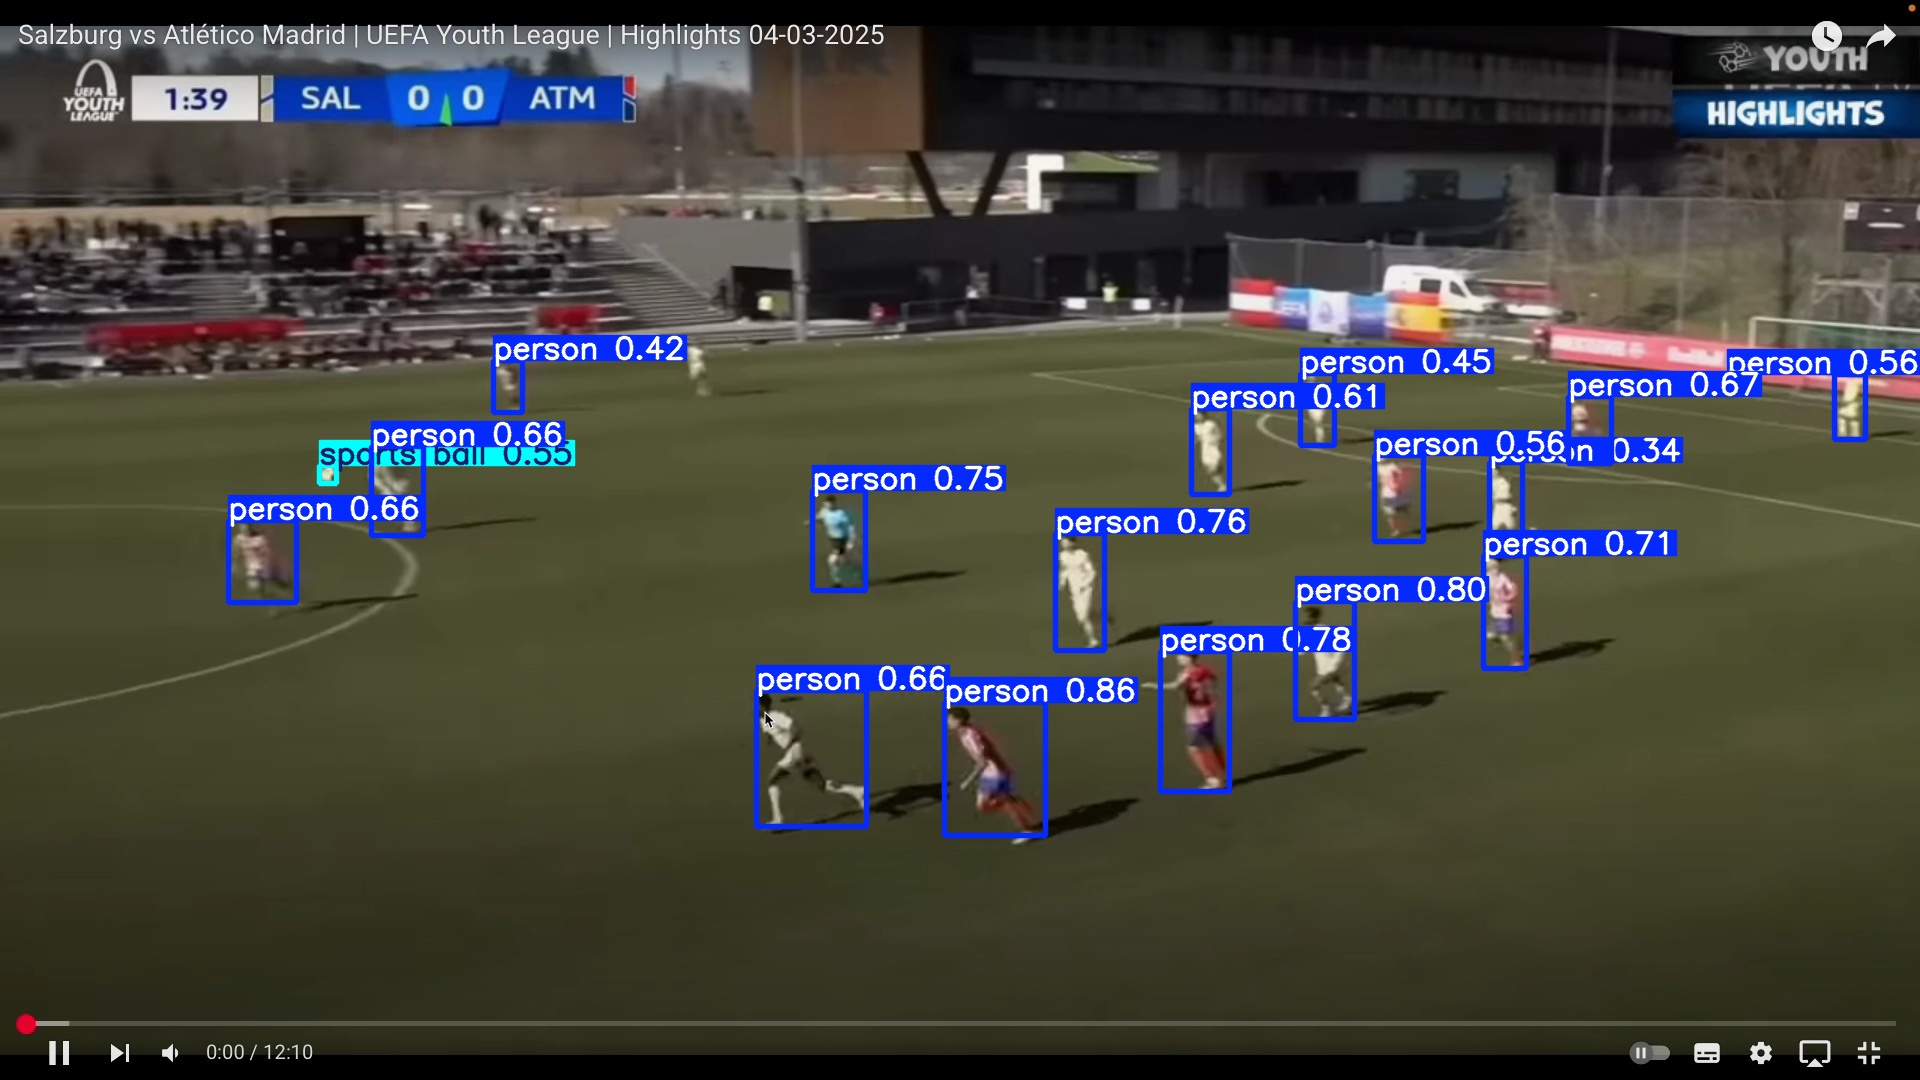 Salzburg vs Atlético Madrid | UEFA Youth League | Highlights 04-03-2025
UEFA
YOUTH
LEAGUE
1:39 SAL 0 0 ATM
YOUTH
HIGHLIGHTS
UEFA
person 0.42
person 0.45
person 0.56
person 0.67
person 0.61
person 0.66
sports ball 0.55
person 0.56
0.34
person 0.75
person 0.66
person 0.76
person 0.71
person 0.80
person 0.78
person 0.66
person 0.86
0:00 / 12:10